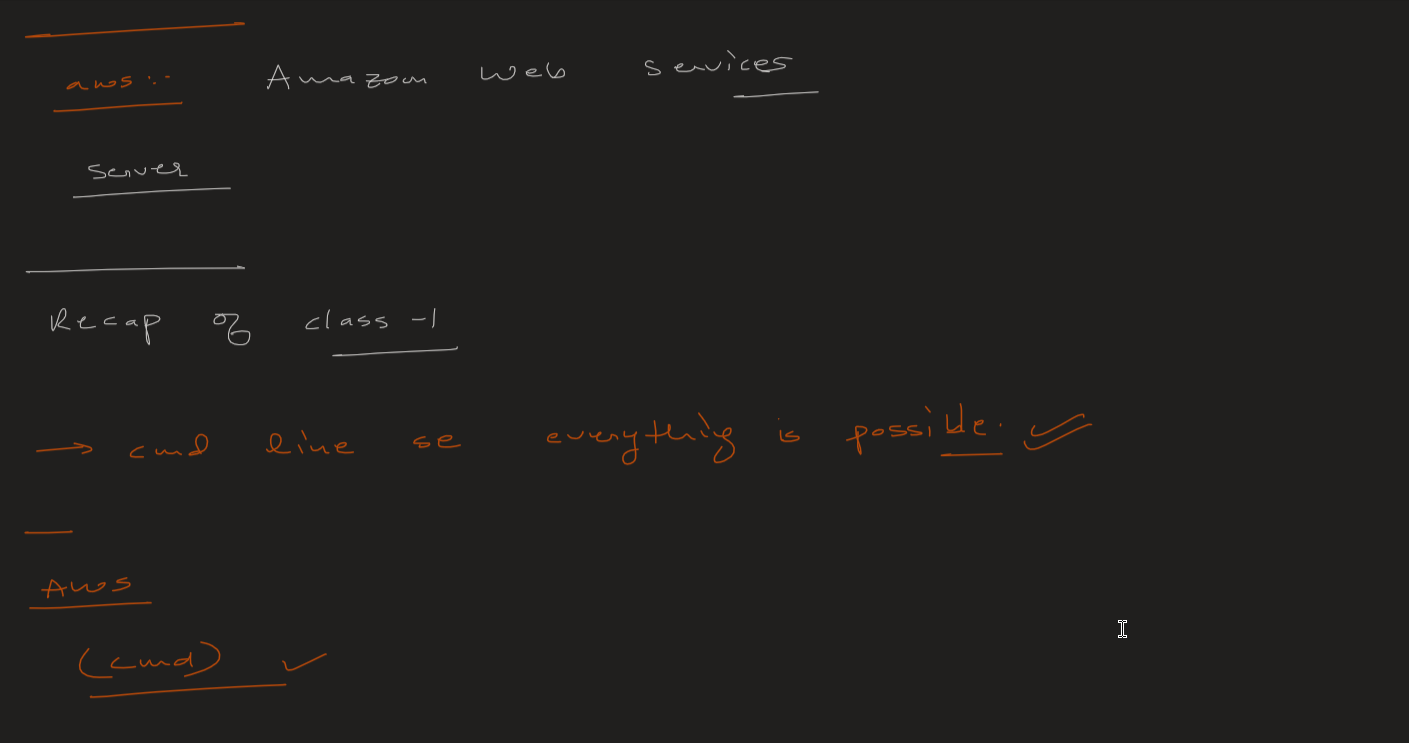 aws :- Amazon Web Services
Server
Recap of class -1
→ cmd line se everything is possible.
AWS
(cmd)